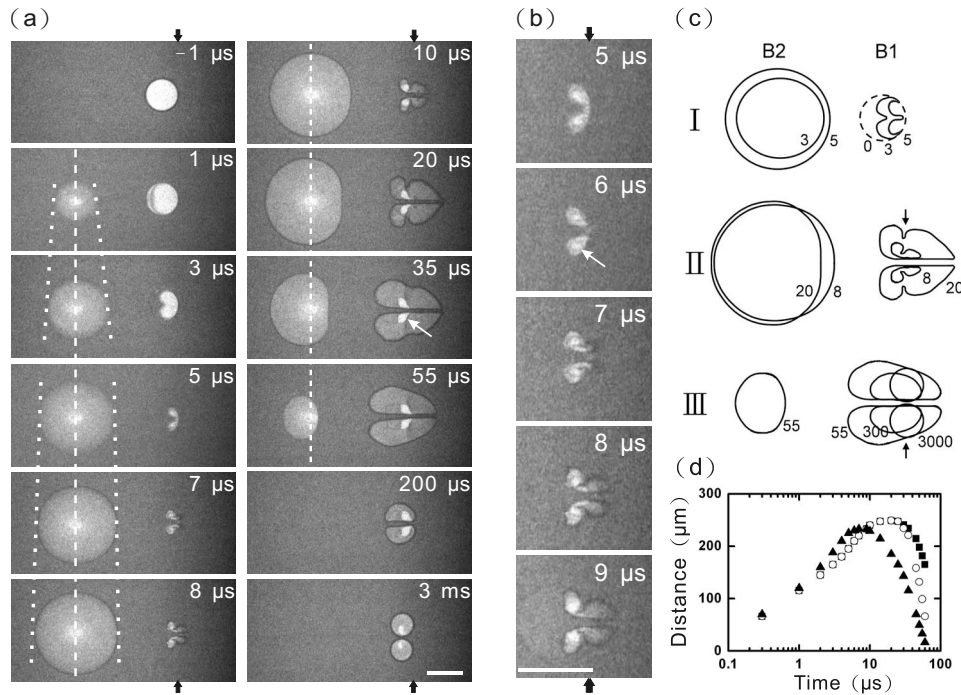 (a)
−1 μs
1 μs
3 μs
5 μs
7 μs
8 μs
10 μs
20 μs
35 μs
55 μs
200 μs
3 ms
(b)
5 μs
6 μs
7 μs
8 μs
9 μs
(c)
B2 B1
I
3 5 0 3 5
II
20 8 8 20
III
55 55 300 3000
(d)
Distance (μm)
300
200
100
0
0.1 1 10 100
Time (μs)